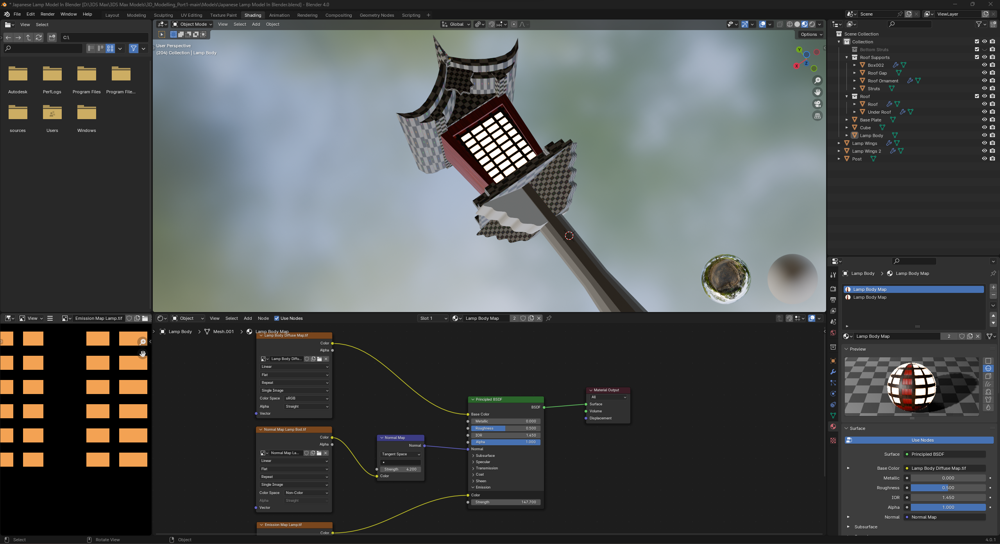 * Japanese Lamp Model In Blender [D:\3DS Max\3DS Max Models\3D_Modelling_Port1-main\Models\Japanese Lamp Model In Blender.blend] - Blender 4.0
File Edit Render Window Help
Layout Modeling Sculpting UV Editing Texture Paint Shading Animation Rendering Compositing Geometry Nodes Scripting
Scene
ViewLayer
View Select
C:\
Autodesk
PerfLogs
Program Files
Program File...
sources
Users
Windows
Object Mode View Select Add Object
Global
Options
User Perspective
(204) Collection | Lamp Body
Y
X
Z
Scene Collection
Collection
Bottom Struts
Roof Supports
Box002
Roof Gap
Roof Ornament
Struts
Roof
Roof
Under Roof
Base Plate
Cube
Lamp Body
Lamp Wings
Lamp Wings 2
Post
View
Emission Map Lamp.tif
Object View Select Add Node Use Nodes
Slot 1
Lamp Body Map 2
Lamp Body > Mesh.001 > Lamp Body Map
Lamp Body Diffuse Map.tif
Color
Alpha
Lamp Body Diffu...
Linear
Flat
Repeat
Single Image
Color Space sRGB
Alpha Straight
Vector
Normal Map Lamp Bod.tif
Color
Alpha
Normal Map La...
Linear
Flat
Repeat
Single Image
Color Space Non-Color
Alpha Straight
Vector
Emission Map Lamp.tif
Color
Normal Map
Normal
Tangent Space
Strength 4.200
Color
Principled BSDF
BSDF
Base Color
Metallic 0.000
Roughness 0.500
IOR 1.450
Alpha 1.000
Normal
Subsurface
Specular
Transmission
Coat
Sheen
Emission
Color
Strength 147.700
Material Output
All
Surface
Volume
Displacement
Lamp Body > Lamp Body Map
Lamp Body Map
Lamp Body Map
Lamp Body Map 2
Preview
Surface
Use Nodes
Surface Principled BSDF
Base Color Lamp Body Diffuse Map.tif
Metallic 0.000
Roughness 0.500
IOR 1.450
Alpha 1.000
Normal Normal Map
Subsurface
Select
Rotate View
Object
4.0.1